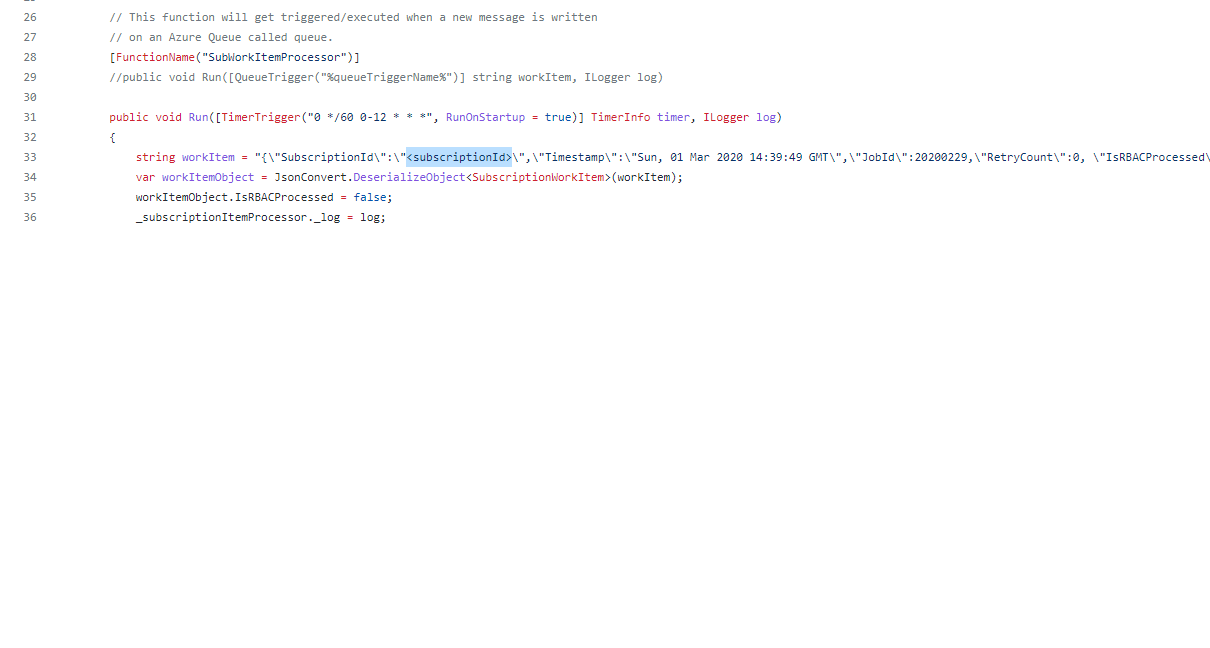 26 // This function will get triggered/executed when a new message is written
27 // on an Azure Queue called queue.
28 [FunctionName("SubWorkItemProcessor")]
29 //public void Run([QueueTrigger("%queueTriggerName%")] string workItem, ILogger log)
30
31 public void Run([TimerTrigger("0 */60 0-12 * * *", RunOnStartup = true)] TimerInfo timer, ILogger log)
32 {
33 string workItem = "{\"SubscriptionId\":\"<subscriptionId>\",\"Timestamp\":\"Sun, 01 Mar 2020 14:39:49 GMT\",\"JobId\":20200229,\"RetryCount\":0, \"IsRBACProcessed\
34 var workItemObject = JsonConvert.DeserializeObject<SubscriptionWorkItem>(workItem);
35 workItemObject.IsRBACProcessed = false;
36 _subscriptionItemProcessor._log = log;